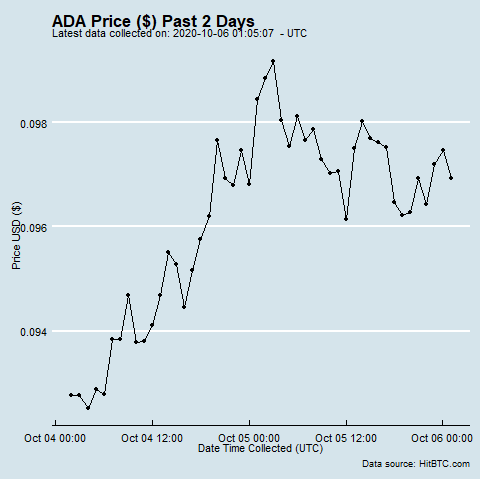 ADA Price ($) Past 2 Days
Latest data collected on: 2020-10-06 01:05:07 - UTC
0.098
0.096
0.094
Price USD ($)
Oct 04 00:00 Oct 04 12:00 Oct 05 00:00 Oct 05 12:00 Oct 06 00:00
Date Time Collected (UTC)
Data source: HitBTC.com